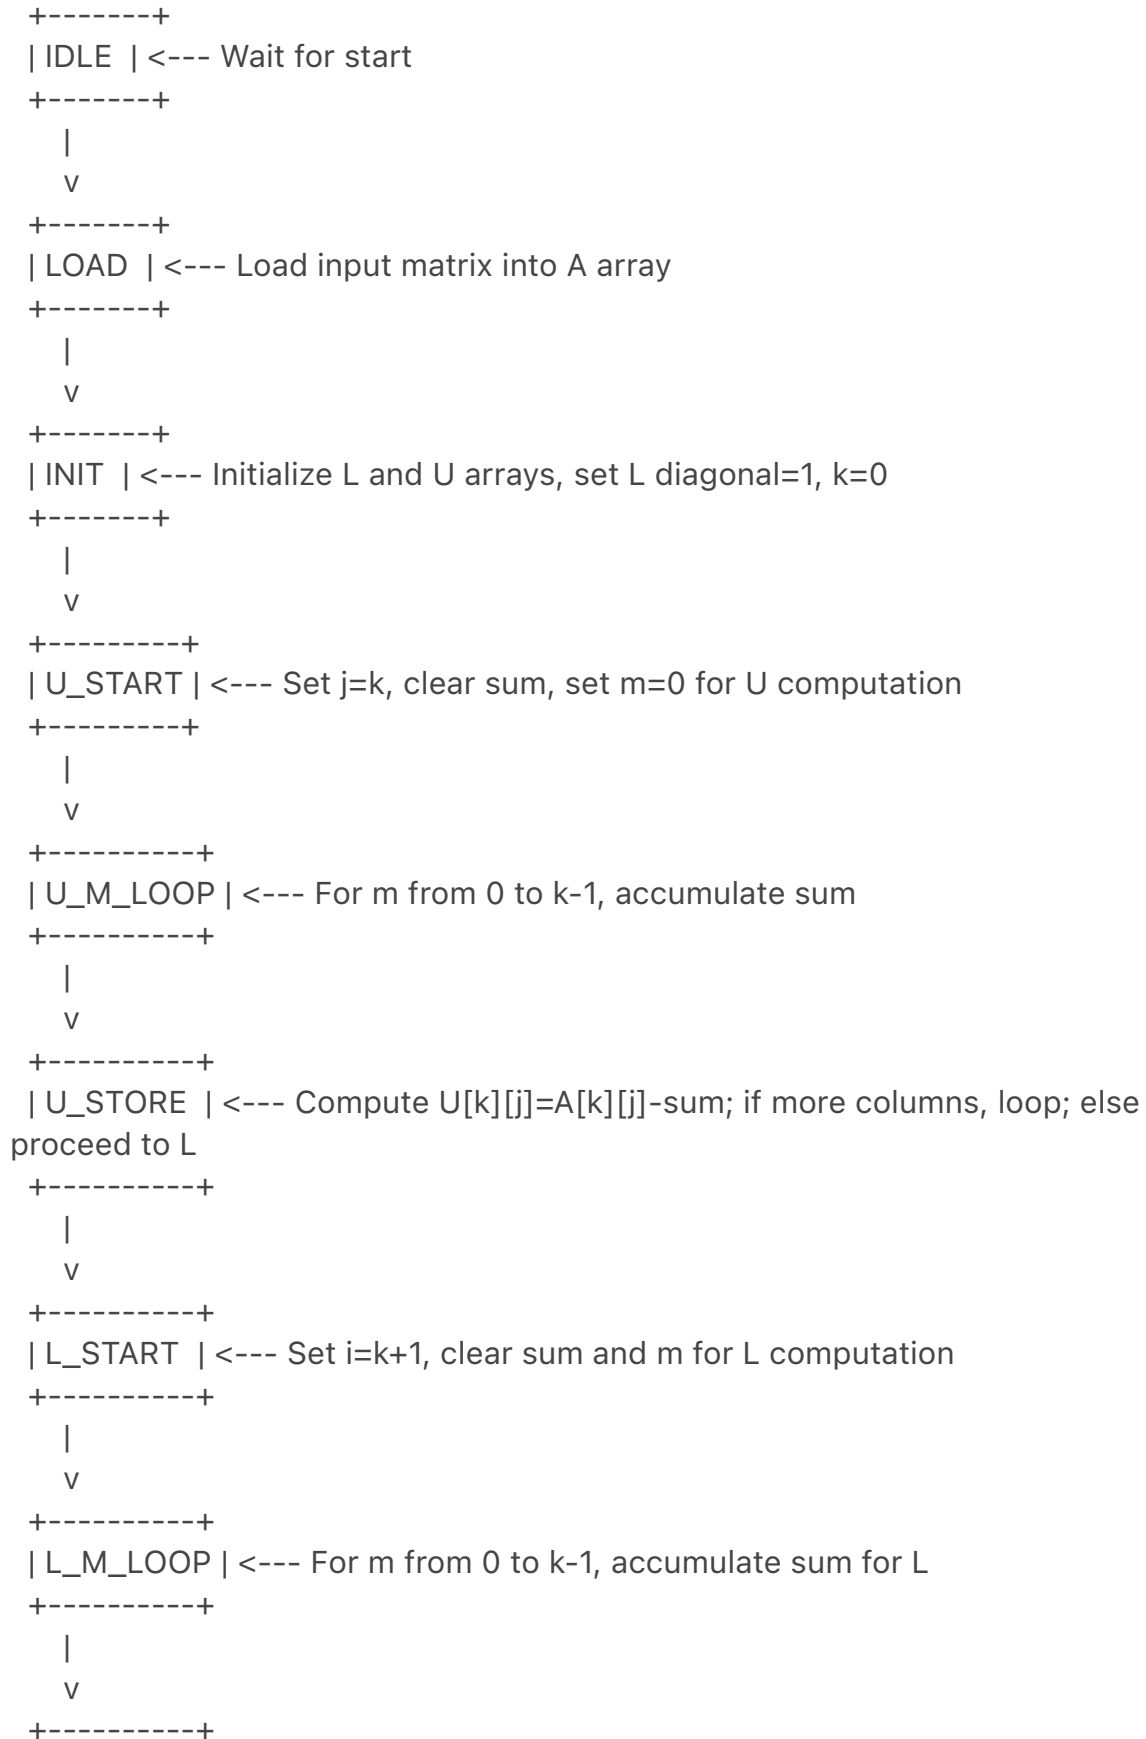 +-------+
| IDLE  | <--- Wait for start
+-------+
|
v
+-------+
| LOAD  | <--- Load input matrix into A array
+-------+
|
v
+-------+
| INIT  | <--- Initialize L and U arrays, set L diagonal=1, k=0
+-------+
|
v
+---------+
| U_START | <--- Set j=k, clear sum, set m=0 for U computation
+---------+
|
v
+----------+
| U_M_LOOP | <--- For m from 0 to k-1, accumulate sum
+----------+
|
v
+----------+
| U_STORE  | <--- Compute U[k][j]=A[k][j]-sum; if more columns, loop; else
proceed to L
+----------+
|
v
+----------+
| L_START  | <--- Set i=k+1, clear sum and m for L computation
+----------+
|
v
+----------+
| L_M_LOOP | <--- For m from 0 to k-1, accumulate sum for L
+----------+
|
v
+----------+